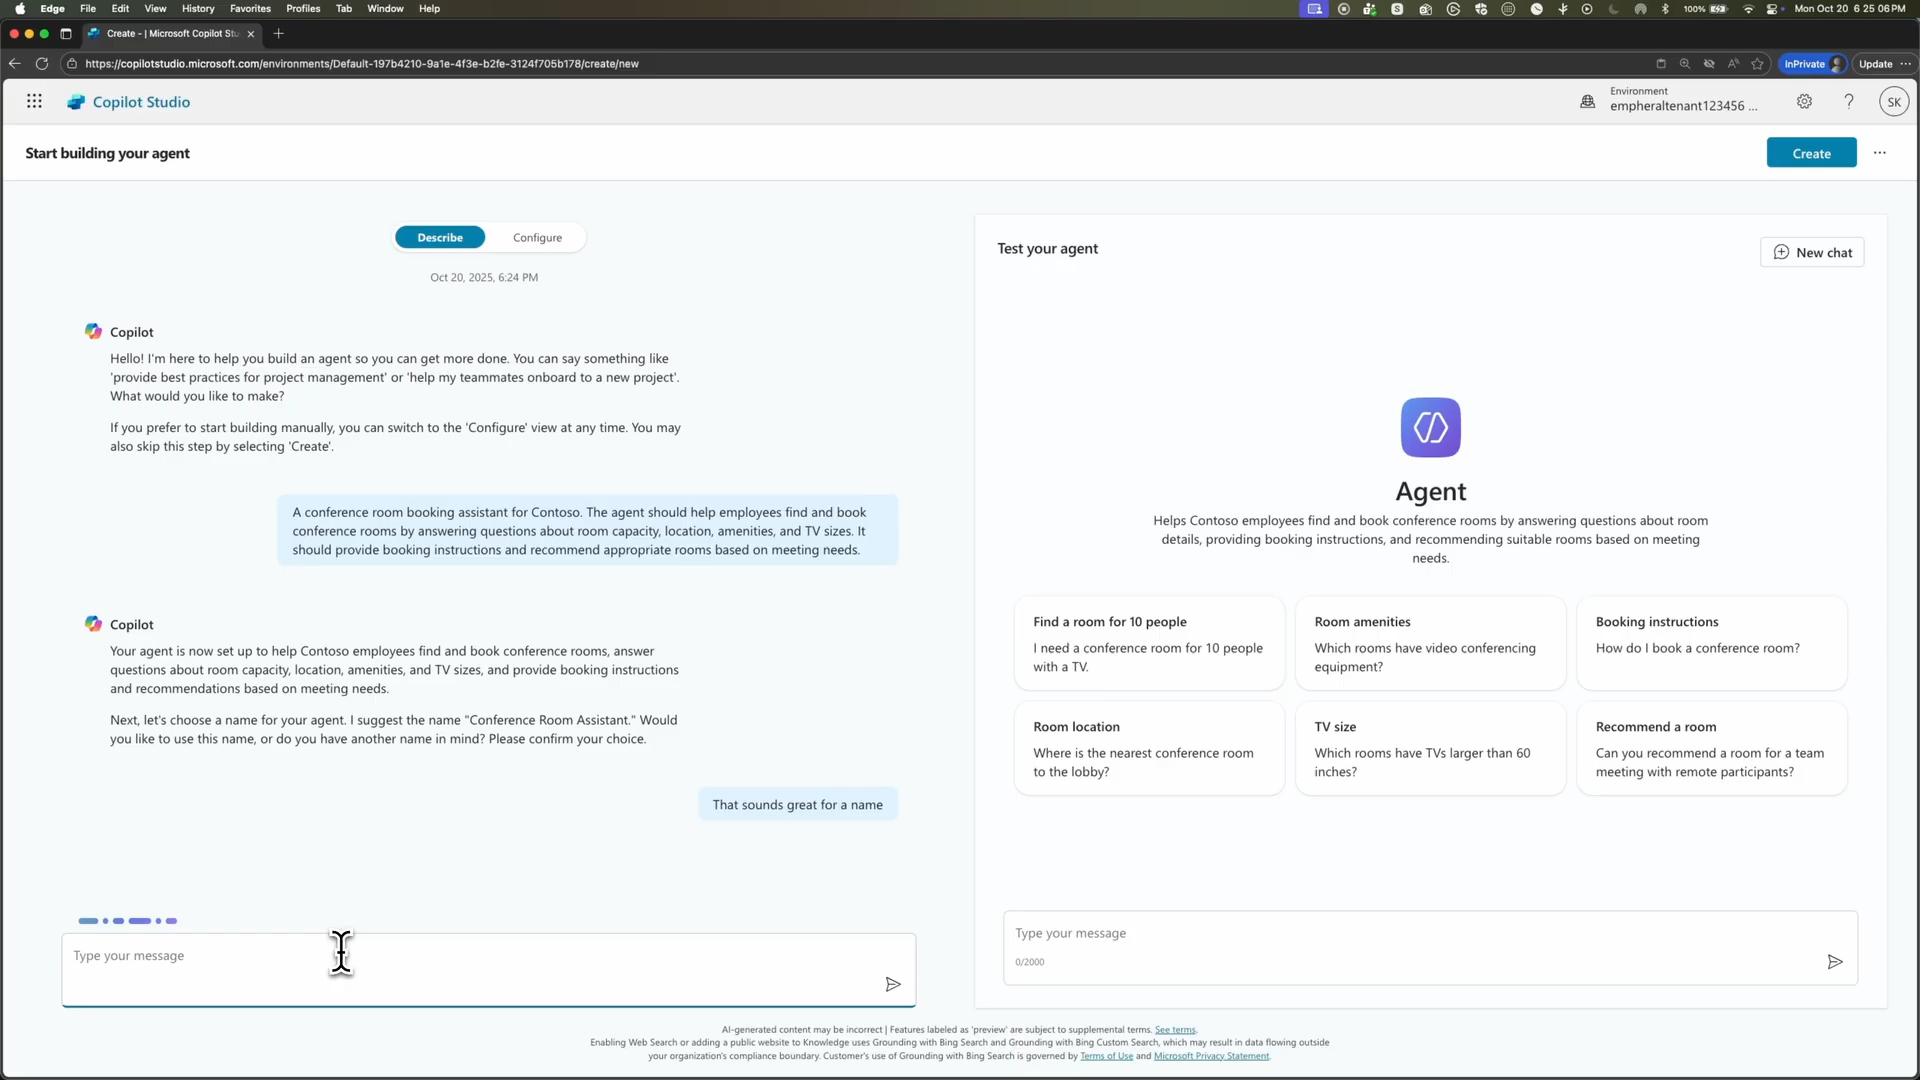 Edge File Edit View History Favorites Profiles Tab Window Help
100% Mon Oct 20 6 25 06 PM
Create - | Microsoft Copilot Stu
https://copilotstudio.microsoft.com/environments/Default-197b4210-9a1e-4f3e-b2fe-3124f705b178/create/new
InPrivate
Update
Copilot Studio
Environment
empheraltenant123456 ...
SK
Start building your agent
Create
Describe
Configure
Oct 20, 2025, 6:24 PM
Copilot
Hello! I'm here to help you build an agent so you can get more done. You can say something like
'provide best practices for project management' or 'help my teammates onboard to a new project'.
What would you like to make?
If you prefer to start building manually, you can switch to the 'Configure' view at any time. You may
also skip this step by selecting 'Create'.
A conference room booking assistant for Contoso. The agent should help employees find and book
conference rooms by answering questions about room capacity, location, amenities, and TV sizes. It
should provide booking instructions and recommend appropriate rooms based on meeting needs.
Copilot
Your agent is now set up to help Contoso employees find and book conference rooms, answer
questions about room capacity, location, amenities, and TV sizes, and provide booking instructions
and recommendations based on meeting needs.
Next, let's choose a name for your agent. I suggest the name "Conference Room Assistant." Would
you like to use this name, or do you have another name in mind? Please confirm your choice.
That sounds great for a name
Type your message
Test your agent
New chat
Agent
Helps Contoso employees find and book conference rooms by answering questions about room
details, providing booking instructions, and recommending suitable rooms based on meeting
needs.
Find a room for 10 people
I need a conference room for 10 people
with a TV.
Room amenities
Which rooms have video conferencing
equipment?
Booking instructions
How do I book a conference room?
Room location
Where is the nearest conference room
to the lobby?
TV size
Which rooms have TVs larger than 60
inches?
Recommend a room
Can you recommend a room for a team
meeting with remote participants?
Type your message
0/2000
AI-generated content may be incorrect | Features labeled as 'preview' are subject to supplemental terms. See terms.
Enabling Web Search or adding a public website to Knowledge uses Grounding with Bing Search and Grounding with Bing Custom Search, which may result in data flowing outside
your organization's compliance boundary. Customer's use of Grounding with Bing Search is governed by Terms of Use and Microsoft Privacy Statement.